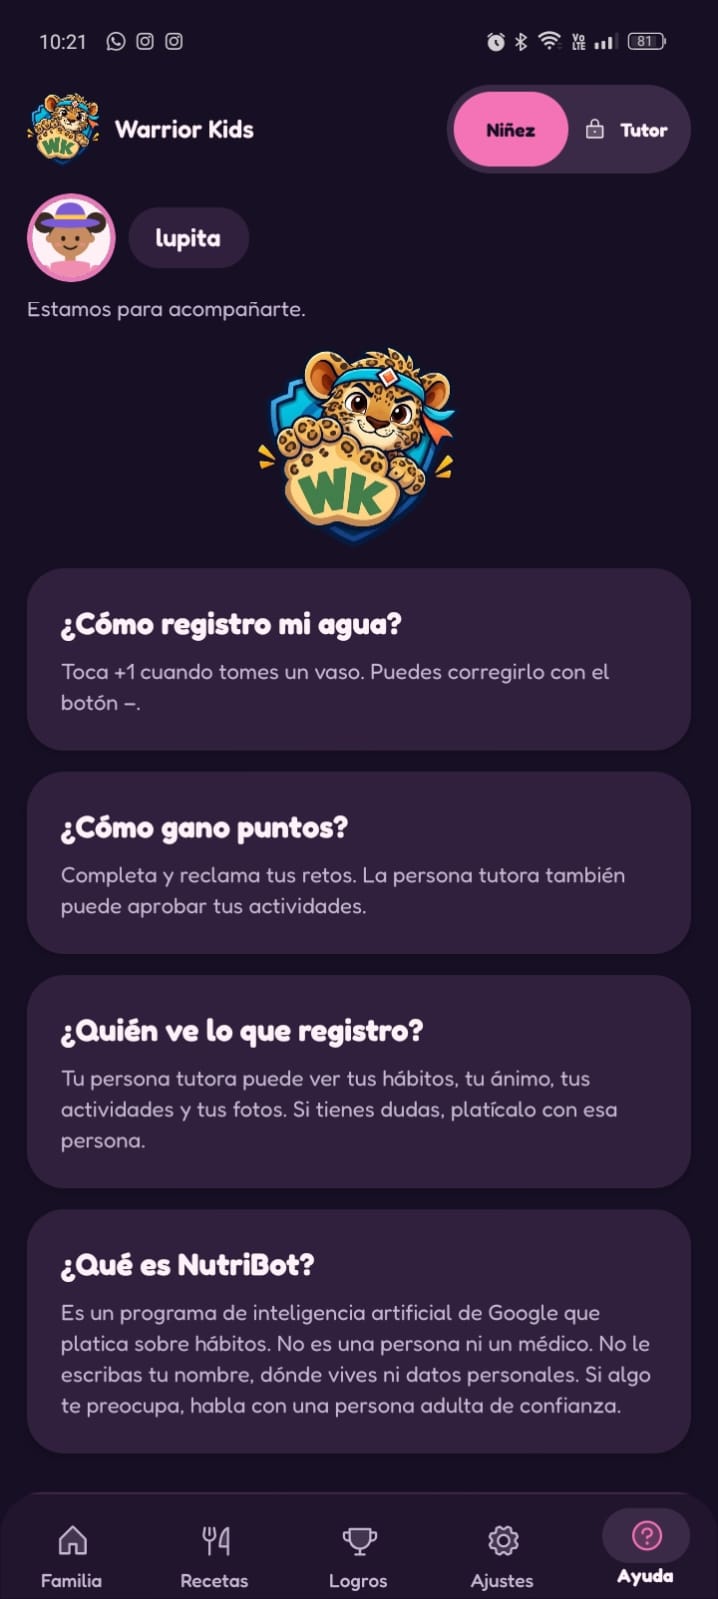 10:21
Vo LTE
81
WK
Warrior Kids
Niñez
Tutor
lupita
Estamos para acompañarte.
WK
¿Cómo registro mi agua?
Toca +1 cuando tomes un vaso. Puedes corregirlo con el
botón –.
¿Cómo gano puntos?
Completa y reclama tus retos. La persona tutora también
puede aprobar tus actividades.
¿Quién ve lo que registro?
Tu persona tutora puede ver tus hábitos, tu ánimo, tus
actividades y tus fotos. Si tienes dudas, platícalo con esa
persona.
¿Qué es NutriBot?
Es un programa de inteligencia artificial de Google que
platica sobre hábitos. No es una persona ni un médico. No le
escribas tu nombre, dónde vives ni datos personales. Si algo
te preocupa, habla con una persona adulta de confianza.
Familia
Recetas
Logros
Ajustes
Ayuda